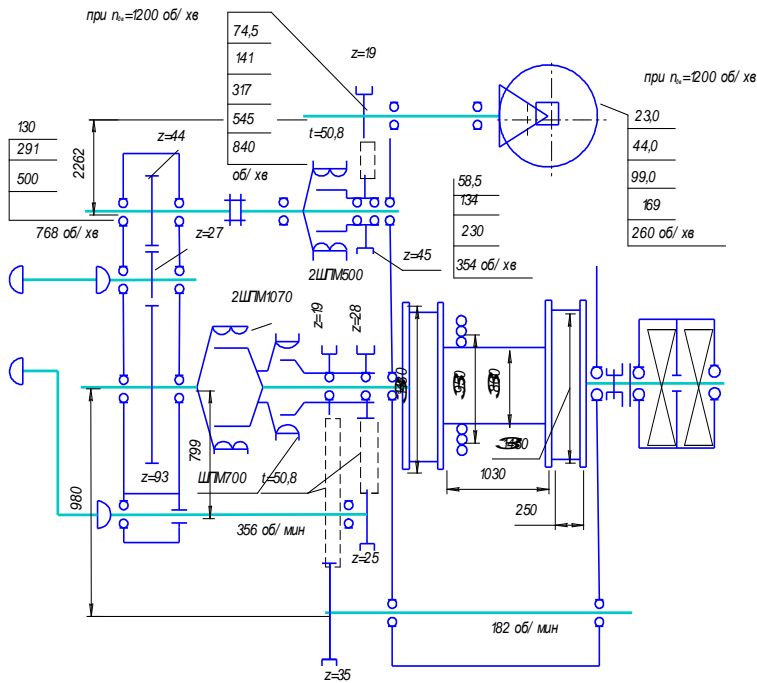 при n дв=1200 об/ хв
74,5
141
317
545
840
об/ хв
z=19
при n дв=1200 об/ хв
23,0
44,0
99,0
169
260 об/ хв
130
291
500
768 об/ хв
z=44
2262
t=50,8
z=27
58,5
134
230
354 об/ хв
z=45
2ШПМ500
2ШПМ1070
z=19
z=28
799
980
z=93
ШПМ700
t=50,8
1030
250
356 об/ мин
z=25
182 об/ мин
z=35